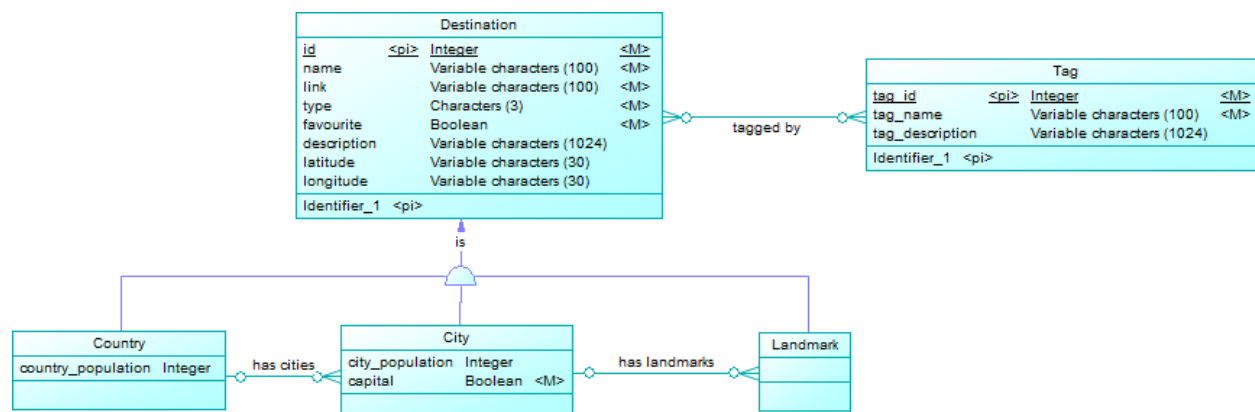 Destination
id <pi> Integer <M>
name Variable characters (100) <M>
link Variable characters (100) <M>
type Characters (3) <M>
favourite Boolean <M>
description Variable characters (1024)
latitude Variable characters (30)
longitude Variable characters (30)
Identifier_1 <pi>
tagged by
Tag
tag_id <pi> Integer <M>
tag_name Variable characters (100) <M>
tag_description Variable characters (1024)
Identifier_1 <pi>
is
Country
country_population Integer
has cities
City
city_population Integer
capital Boolean <M>
has landmarks
Landmark